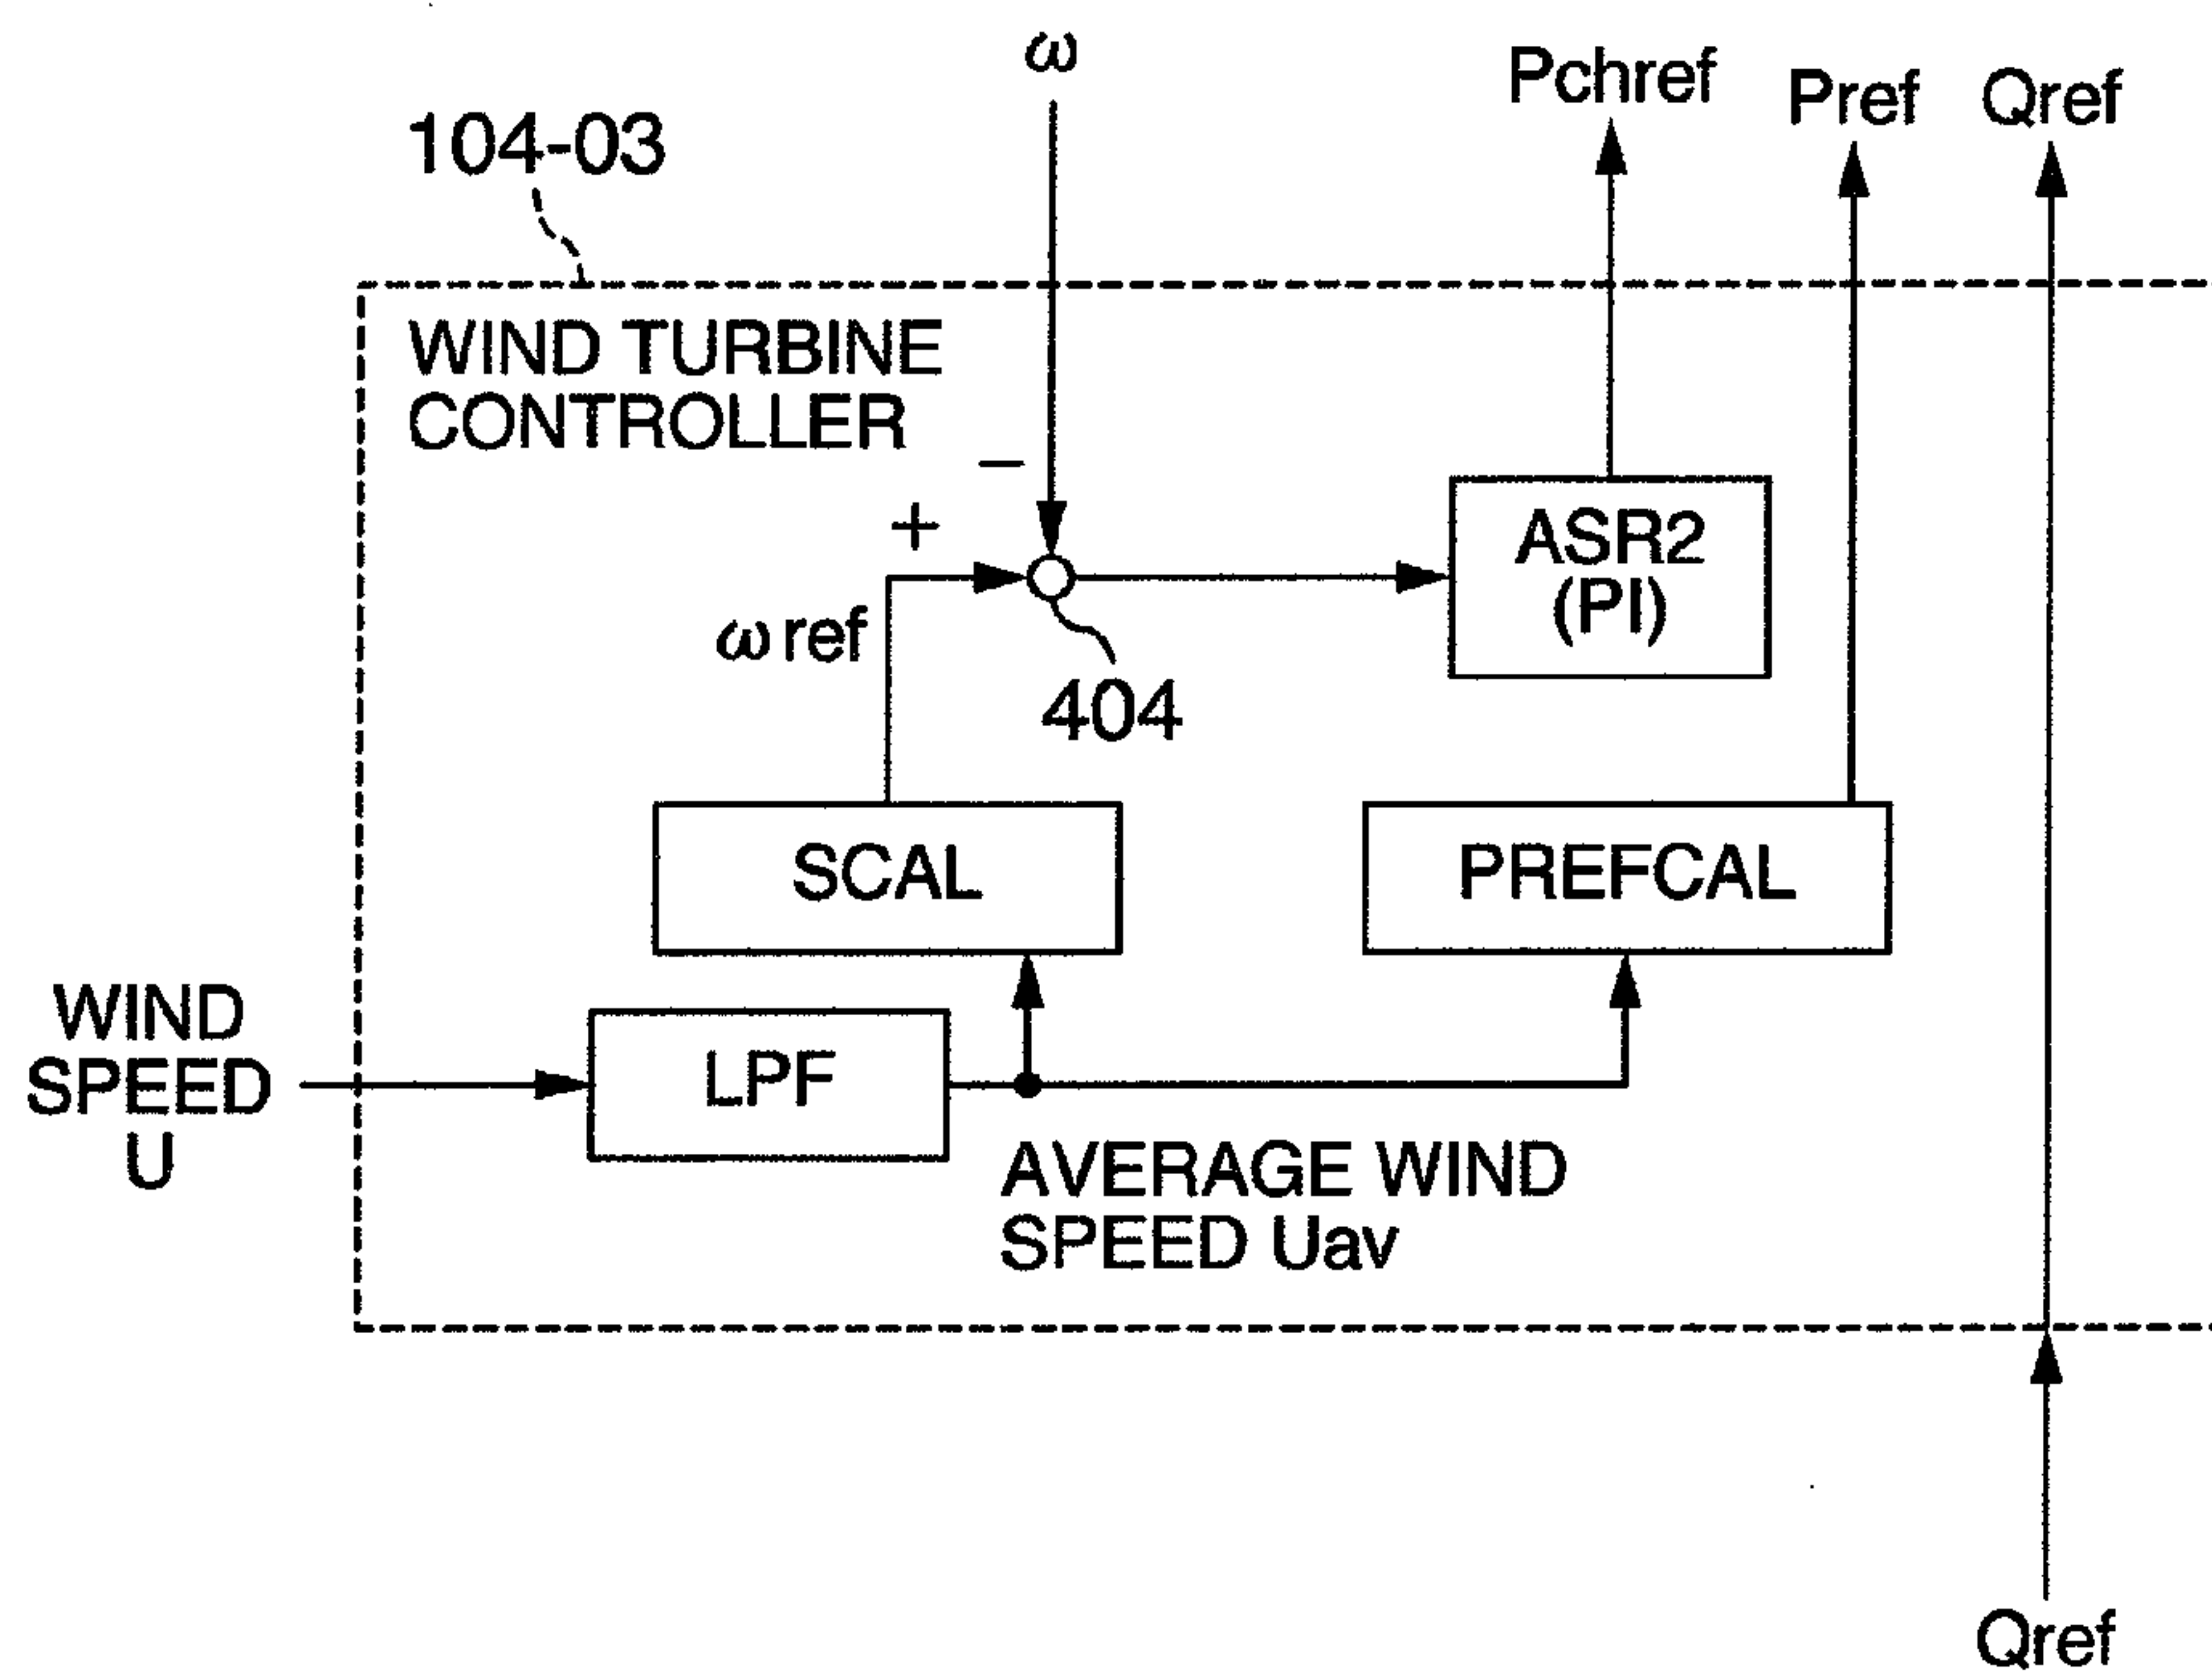 ω
Pchref
Pref
Qref
104-03
WIND TURBINE
CONTROLLER
−
+
ASR2
(PI)
ω ref
404
SCAL
PREFCAL
WIND
SPEED
U
LPF
AVERAGE WIND
SPEED Uav
Qref